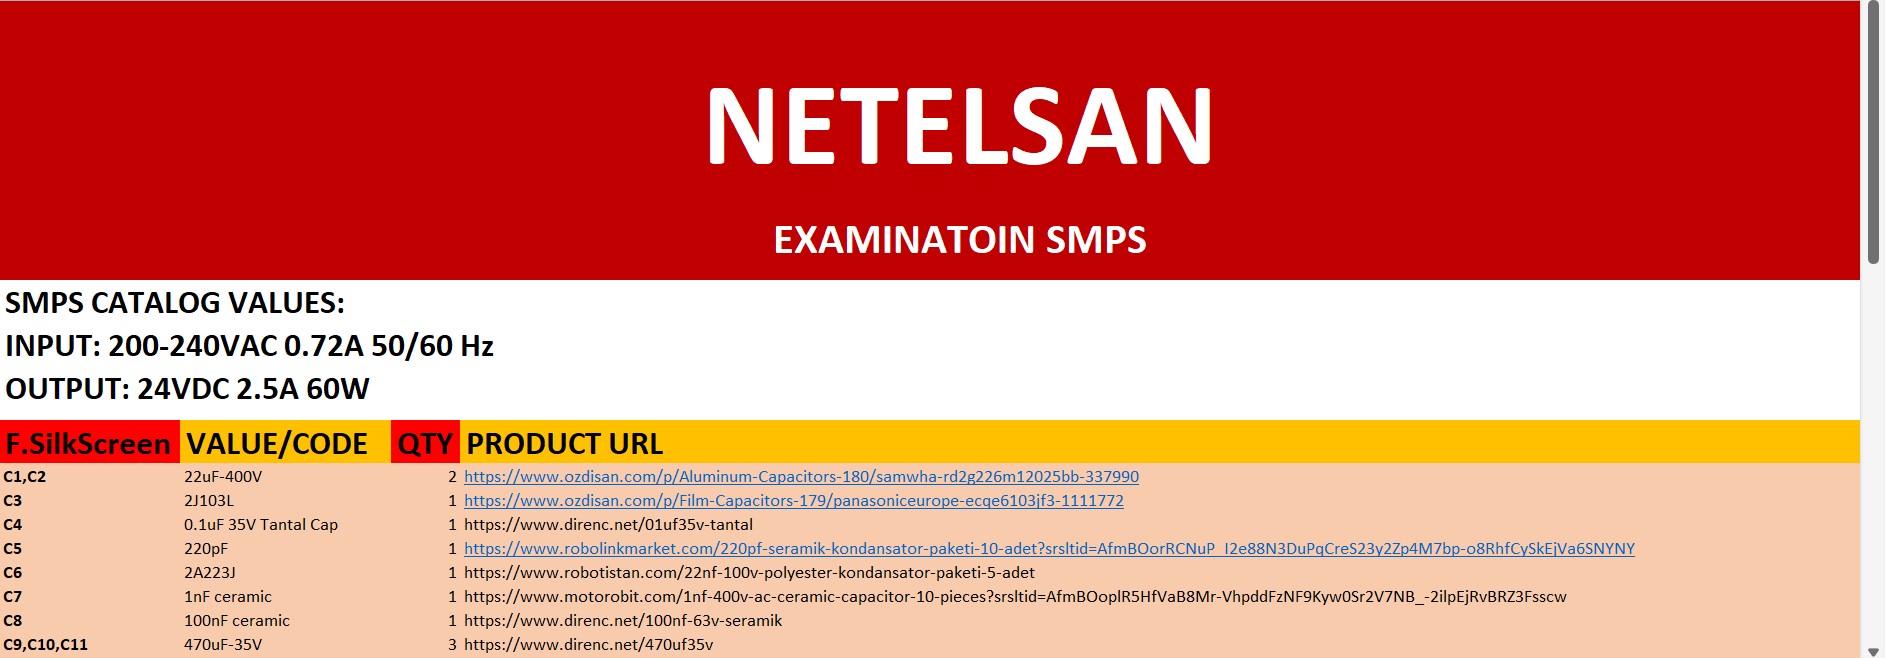 NETELSAN
EXAMINATOIN SMPS
SMPS CATALOG VALUES:
INPUT: 200-240VAC 0.72A 50/60 Hz
OUTPUT: 24VDC 2.5A 60W
F.SilkScreen VALUE/CODE QTY PRODUCT URL
C1,C2 22uF-400V 2 https://www.ozdisan.com/p/Aluminum-Capacitors-180/samwha-rd2g226m12025bb-337990
C3 2J103L 1 https://www.ozdisan.com/p/Film-Capacitors-179/panasoniceurope-ecqe6103jf3-1111772
C4 0.1uF 35V Tantal Cap 1 https://www.direnc.net/01uf35v-tantal
C5 220pF 1 https://www.robolinkmarket.com/220pf-seramik-kondansator-paketi-10-adet?srsltid=AfmBOorRCNuP_I2e88N3DuPqCreS23y2Zp4M7bp-o8RhfCySkEjVa6SNYNY
C6 2A223J 1 https://www.robotistan.com/22nf-100v-polyester-kondansator-paketi-5-adet
C7 1nF ceramic 1 https://www.motorobit.com/1nf-400v-ac-ceramic-capacitor-10-pieces?srsltid=AfmBOoplR5HfVaB8Mr-VhpddFzNF9Kyw0Sr2V7NB_-2ilpEjRvBRZ3Fsscw
C8 100nF ceramic 1 https://www.direnc.net/100nf-63v-seramik
C9,C10,C11 470uF-35V 3 https://www.direnc.net/470uf35v